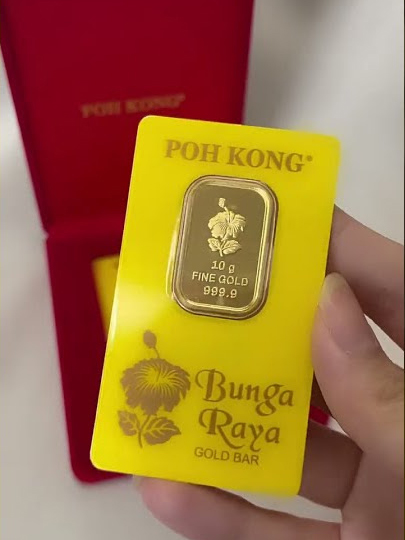 POH KONG®
POH KONG®
10 g
FINE GOLD
999.9
Bunga
Raya
GOLD BAR